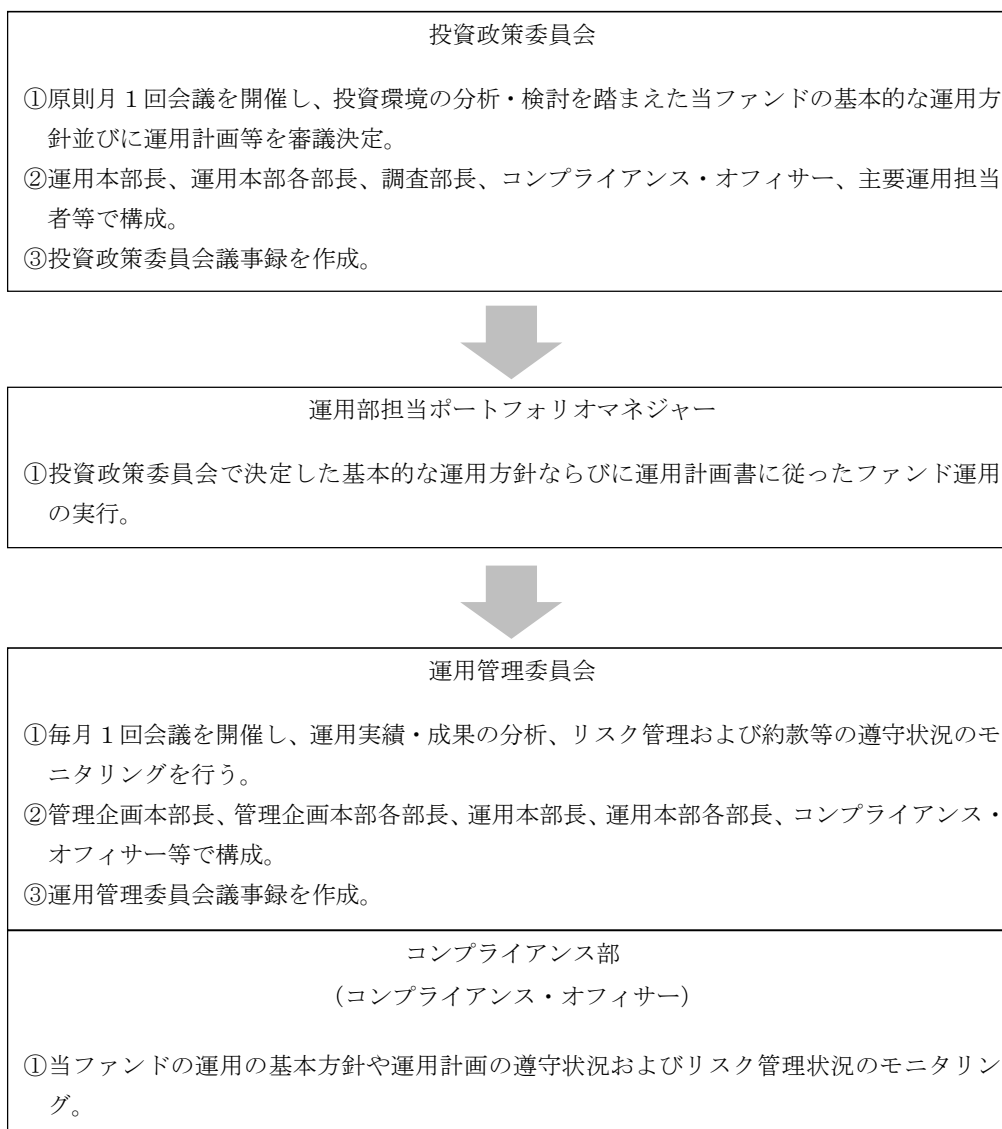 投資政策委員会
①原則月１回会議を開催し、投資環境の分析・検討を踏まえた当ファンドの基本的な運用方
針並びに運用計画等を審議決定。
②運用本部長、運用本部各部長、調査部長、コンプライアンス・オフィサー、主要運用担当
者等で構成。
③投資政策委員会議事録を作成。
運用部担当ポートフォリオマネジャー
①投資政策委員会で決定した基本的な運用方針ならびに運用計画書に従ったファンド運用
の実行。
運用管理委員会
①毎月１回会議を開催し、運用実績・成果の分析、リスク管理および約款等の遵守状況のモ
ニタリングを行う。
②管理企画本部長、管理企画本部各部長、運用本部長、運用本部各部長、コンプライアンス・
オフィサー等で構成。
③運用管理委員会議事録を作成。
コンプライアンス部
（コンプライアンス・オフィサー）
①当ファンドの運用の基本方針や運用計画の遵守状況およびリスク管理状況のモニタリン
グ。